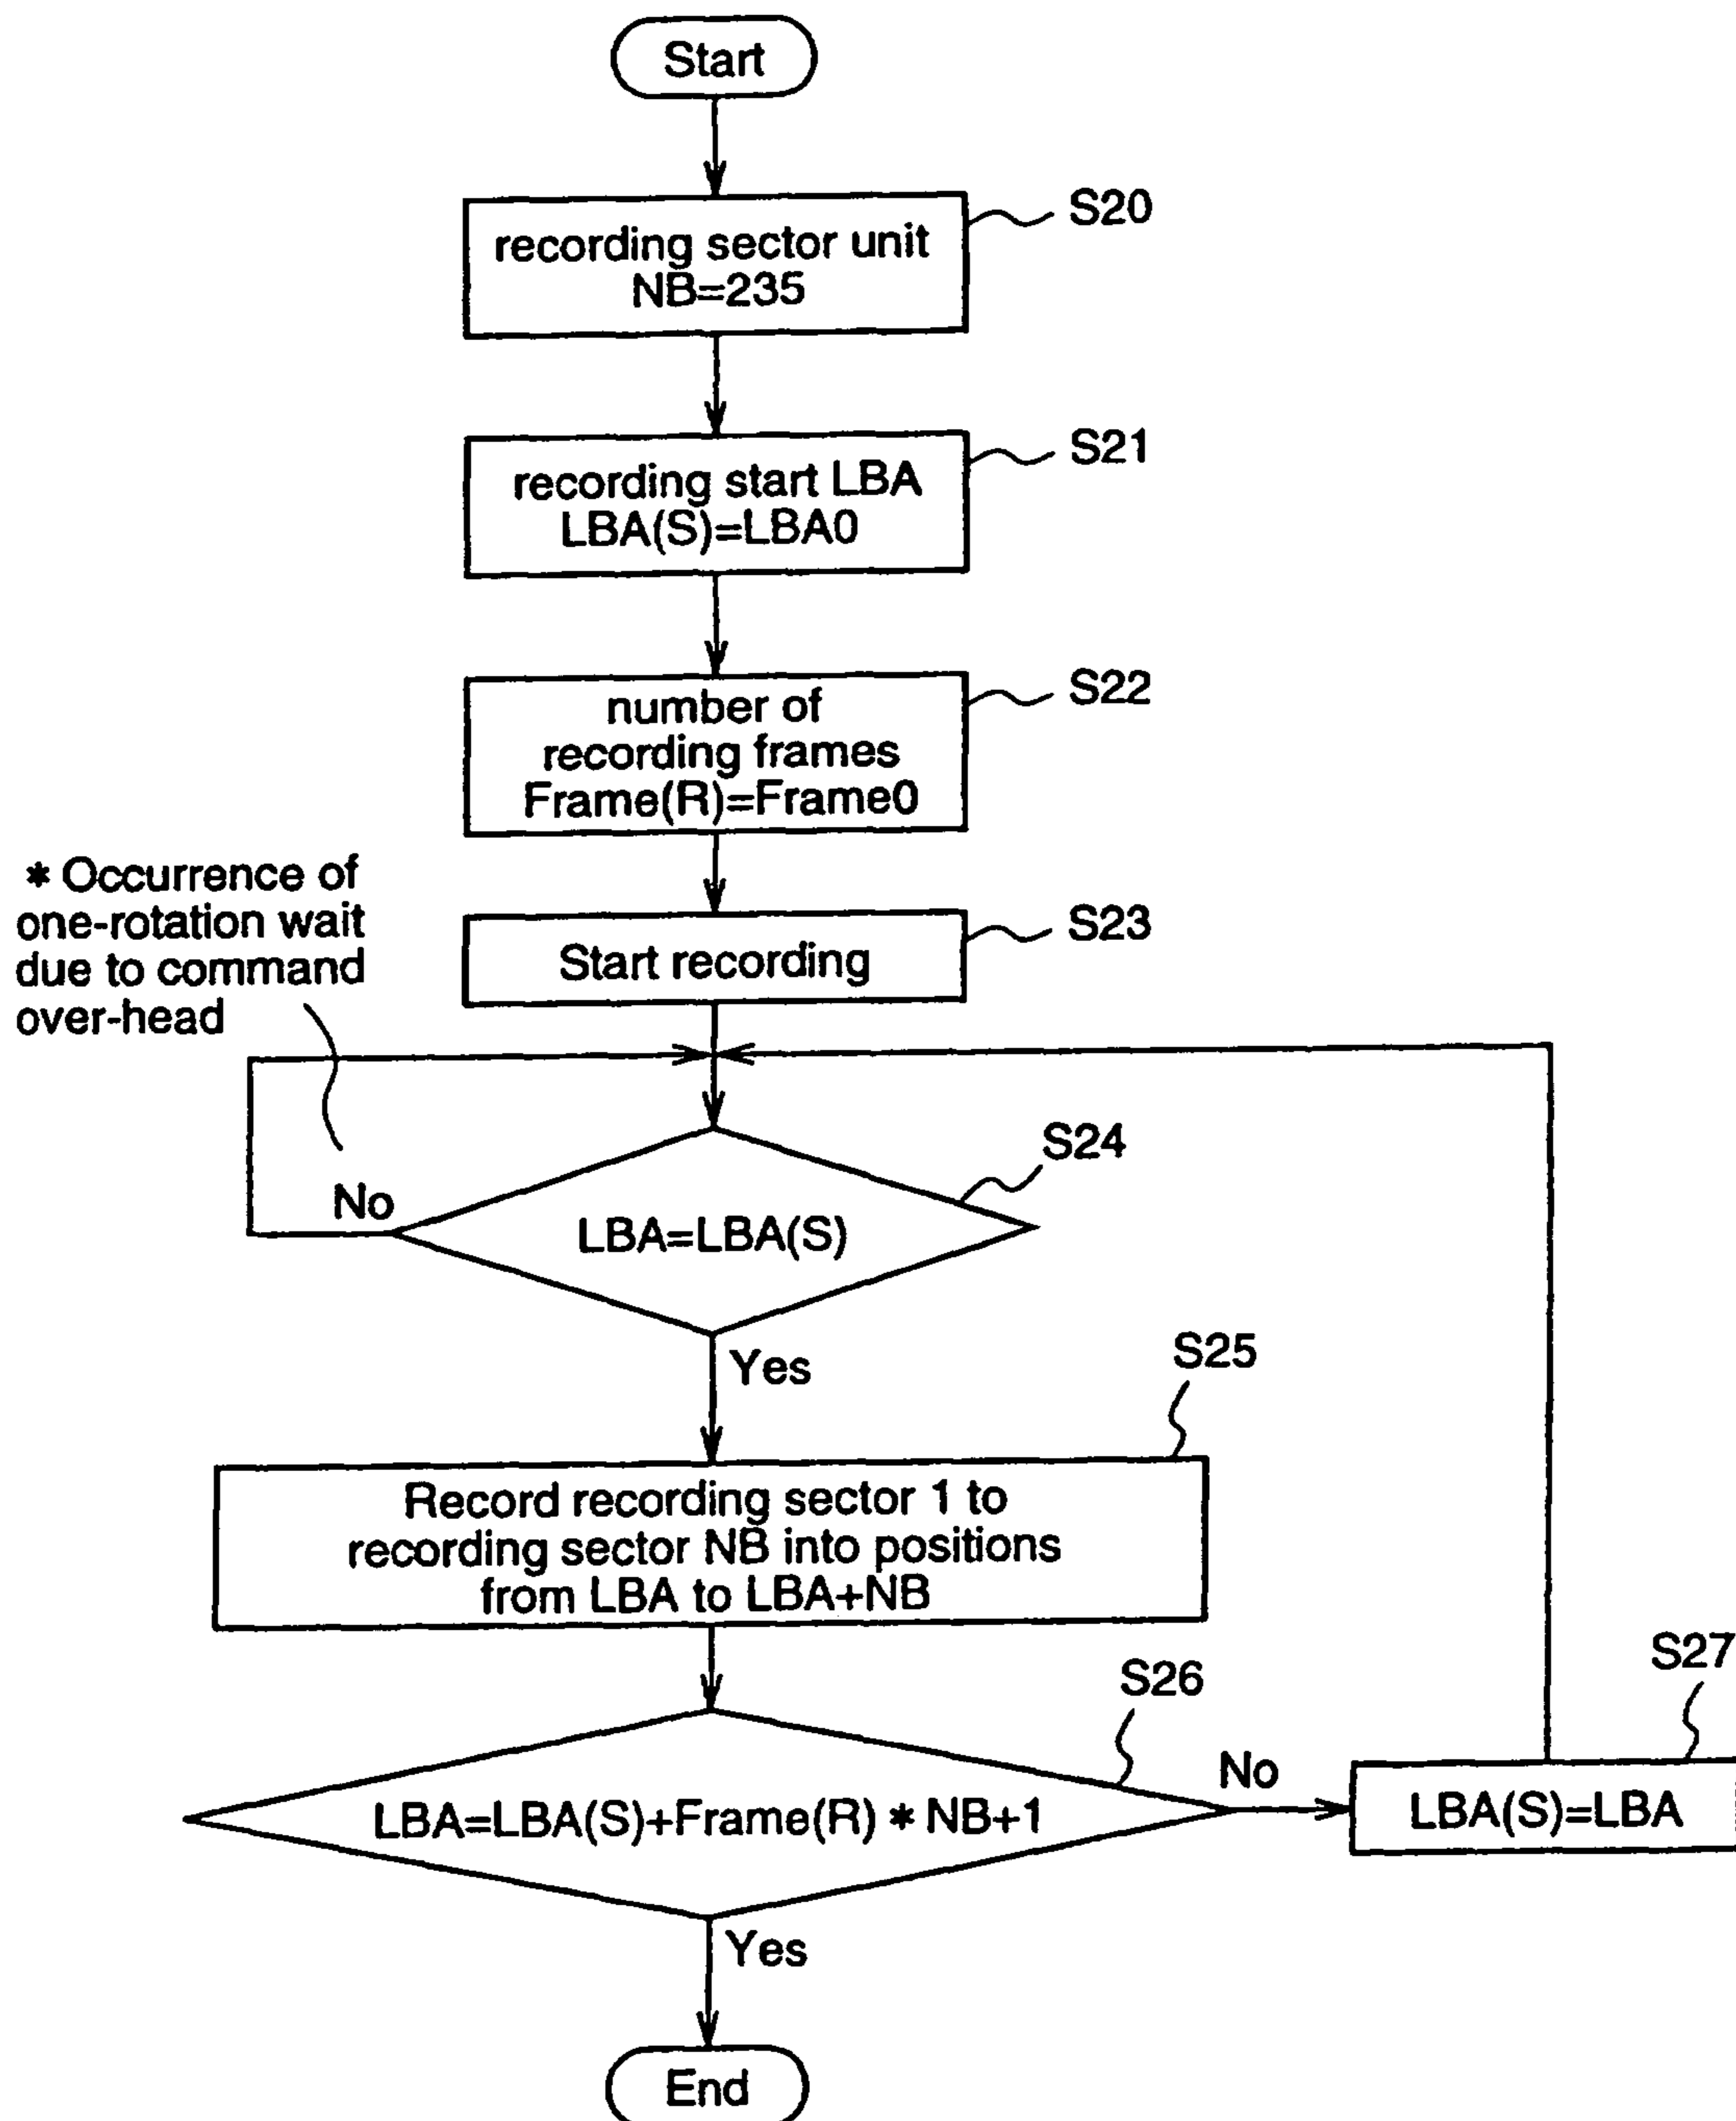 Start
S20
recording sector unit
NB=235
S21
recording start LBA
LBA(S)=LBA0
S22
number of
recording frames
Frame(R)=Frame0
* Occurrence of
one-rotation wait
due to command
over-head
S23
Start recording
S24
No
LBA=LBA(S)
Yes
S25
Record recording sector 1 to
recording sector NB into positions
from LBA to LBA+NB
S26
S27
No
LBA=LBA(S)+Frame(R) * NB+1
LBA(S)=LBA
Yes
End